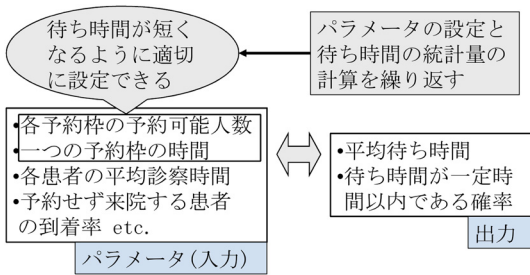 待ち時間が短く
なるように適切
に設定できる
パラメータの設定と
待ち時間の統計量の
計算を繰り返す
•各予約枠の予約可能人数
•一つの予約枠の時間
•各患者の平均診察時間
•予約せず来院する患者
の到着率 etc.
パラメータ(入力)
•平均待ち時間
•待ち時間が一定時
間以内である確率
出力